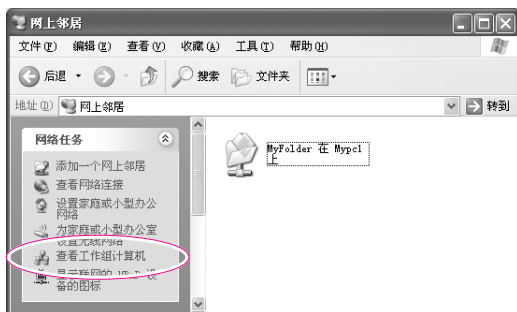 网上邻居
文件(F) 编辑(E) 查看(V) 收藏(A) 工具(T) 帮助(H)
后退 搜索 文件夹
地址(D) 网上邻居 转到
网络任务
添加一个网上邻居
查看网络连接
设置家庭或小型办公
网络
为家庭或小型办公室
设置无线网络
查看工作组计算机
显示联网的 UPnP 设
备的图标
MyFolder 在 Mypc1
上